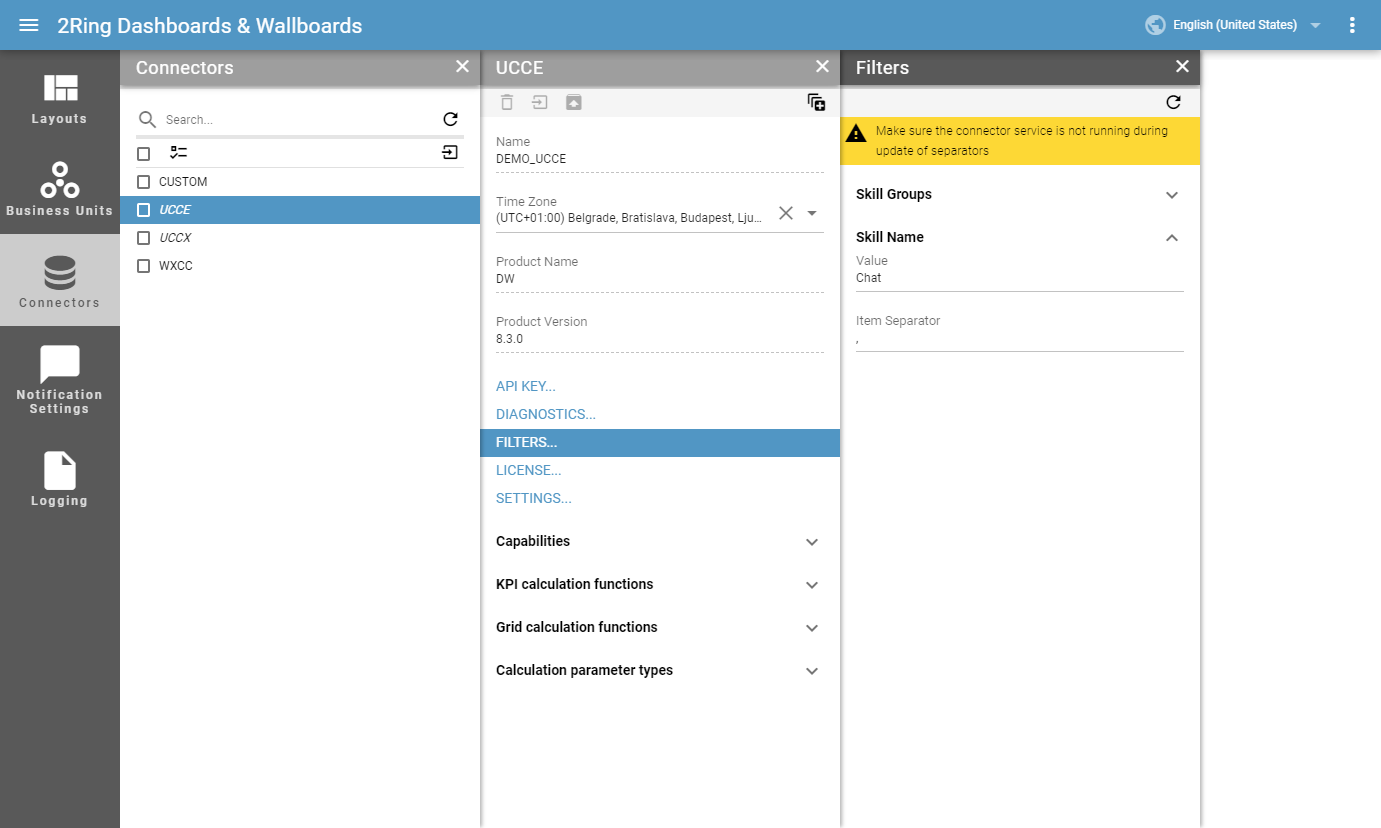 2Ring Dashboards & Wallboards
English (United States)
Layouts
Business Units
Connectors
Notification
Settings
Logging
Connectors
Search...
CUSTOM
UCCE
UCCX
WXCC
UCCE
Name
DEMO_UCCE
Time Zone
(UTC+01:00) Belgrade, Bratislava, Budapest, Lju...
Product Name
DW
Product Version
8.3.0
API KEY...
DIAGNOSTICS...
FILTERS...
LICENSE...
SETTINGS...
Capabilities
KPI calculation functions
Grid calculation functions
Calculation parameter types
Filters
Make sure the connector service is not running during
update of separators
Skill Groups
Skill Name
Value
Chat
Item Separator
,